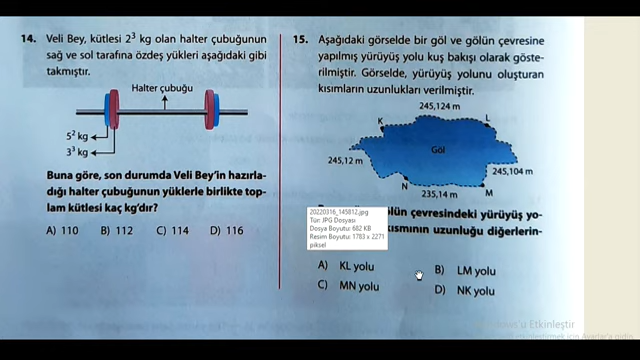 14. Veli Bey, kütlesi 2³ kg olan halter çubuğunun
sağ ve sol tarafına özdeş yükleri aşağıdaki gibi
takmıştır.
Halter çubuğu
5² kg
3³ kg
Buna göre, son durumda Veli Bey'in hazırla-
dığı halter çubuğunun yüklerle birlikte top-
lam kütlesi kaç kg'dır?
A) 110 B) 112 C) 114 D) 116
15. Aşağıdaki görselde bir göl ve gölün çevresine
yapılmış yürüyüş yolu kuş bakışı olarak göste-
rilmiştir. Görselde, yürüyüş yolunu oluşturan
kısımların uzunlukları verilmiştir.
245,124 m
K
L
Göl
245,12 m
245,104 m
N
M
235,14 m
ölün çevresindeki yürüyüş yo-
kısmının uzunluğu diğerlerin-
20220316_145812.jpg
Tür: JPG Dosyası
Dosya Boyutu: 682 KB
Resim Boyutu: 1783 x 2271
piksel
A) KL yolu
B) LM yolu
C) MN yolu
D) NK yolu
Windows'u Etkinleştir